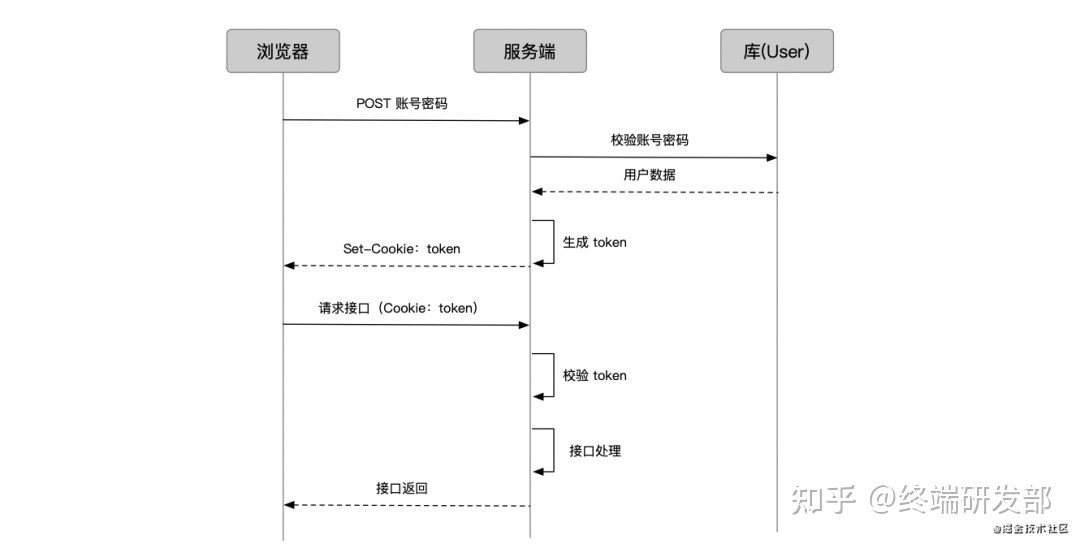 浏览器
服务端
库(User)
POST 账号密码
校验账号密码
用户数据
生成 token
Set-Cookie：token
请求接口（Cookie：token）
校验 token
接口处理
接口返回
知乎 @终端研发部
@掘金技术社区